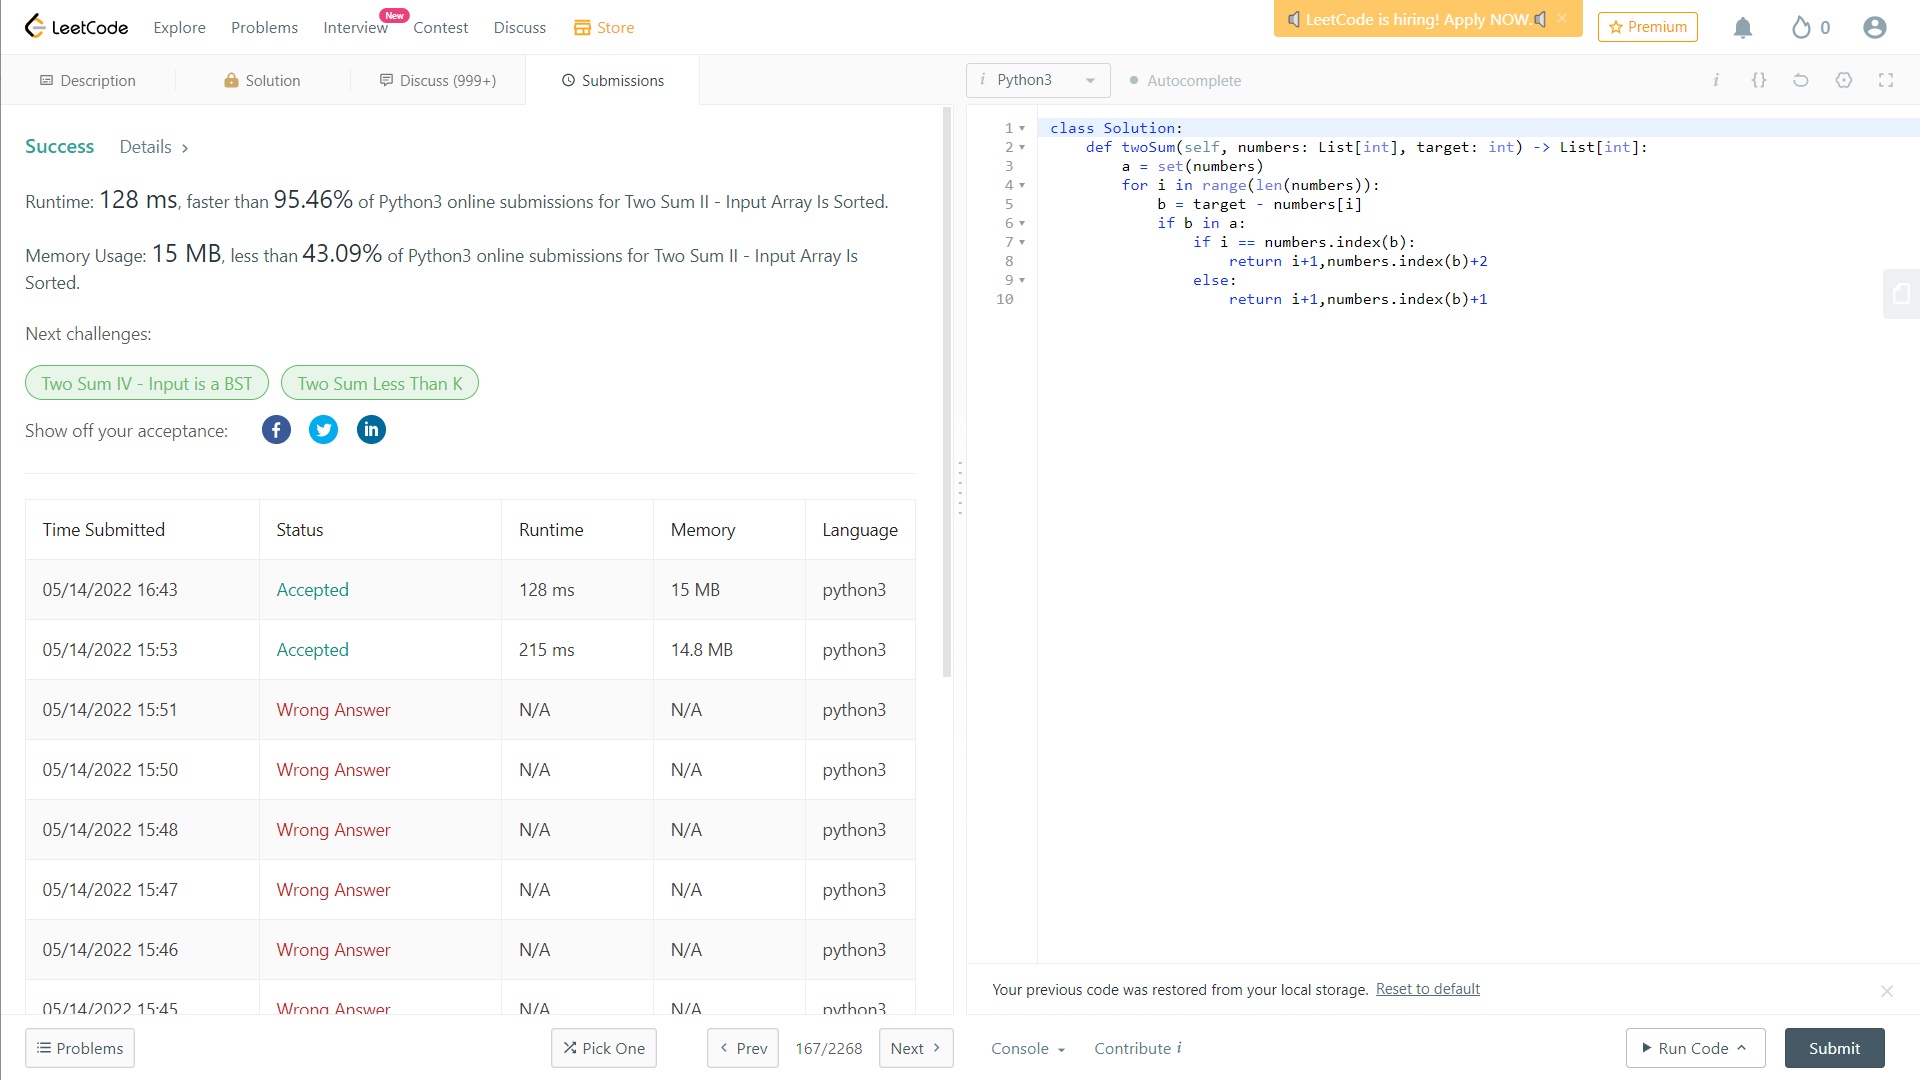 LeetCode
Explore
Problems
Interview
New
Contest
Discuss
Store
LeetCode is hiring! Apply NOW.
Premium
0
Description
Solution
Discuss (999+)
Submissions
Success
Details
Runtime: 128 ms, faster than 95.46% of Python3 online submissions for Two Sum II - Input Array Is Sorted.
Memory Usage: 15 MB, less than 43.09% of Python3 online submissions for Two Sum II - Input Array Is
Sorted.
Next challenges:
Two Sum IV - Input is a BST
Two Sum Less Than K
Show off your acceptance:
Time Submitted Status Runtime Memory Language
05/14/2022 16:43 Accepted 128 ms 15 MB python3
05/14/2022 15:53 Accepted 215 ms 14.8 MB python3
05/14/2022 15:51 Wrong Answer N/A N/A python3
05/14/2022 15:50 Wrong Answer N/A N/A python3
05/14/2022 15:48 Wrong Answer N/A N/A python3
05/14/2022 15:47 Wrong Answer N/A N/A python3
05/14/2022 15:46 Wrong Answer N/A N/A python3
05/14/2022 15:45 Wrong Answer N/A N/A python3
Problems
Pick One
Prev
167/2268
Next
i Python3
Autocomplete
i {}
1 class Solution:
2 def twoSum(self, numbers: List[int], target: int) -> List[int]:
3 a = set(numbers)
4 for i in range(len(numbers)):
5 b = target - numbers[i]
6 if b in a:
7 if i == numbers.index(b):
8 return i+1,numbers.index(b)+2
9 else:
10 return i+1,numbers.index(b)+1
Your previous code was restored from your local storage. Reset to default
Console
Contribute i
Run Code
Submit